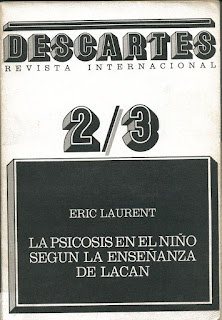 DESCARTES
REVISTA INTERNACIONAL
2/3
ERIC LAURENT
LA PSICOSIS EN EL NIÑO
SEGUN LA ENSEÑANZA
DE LACAN